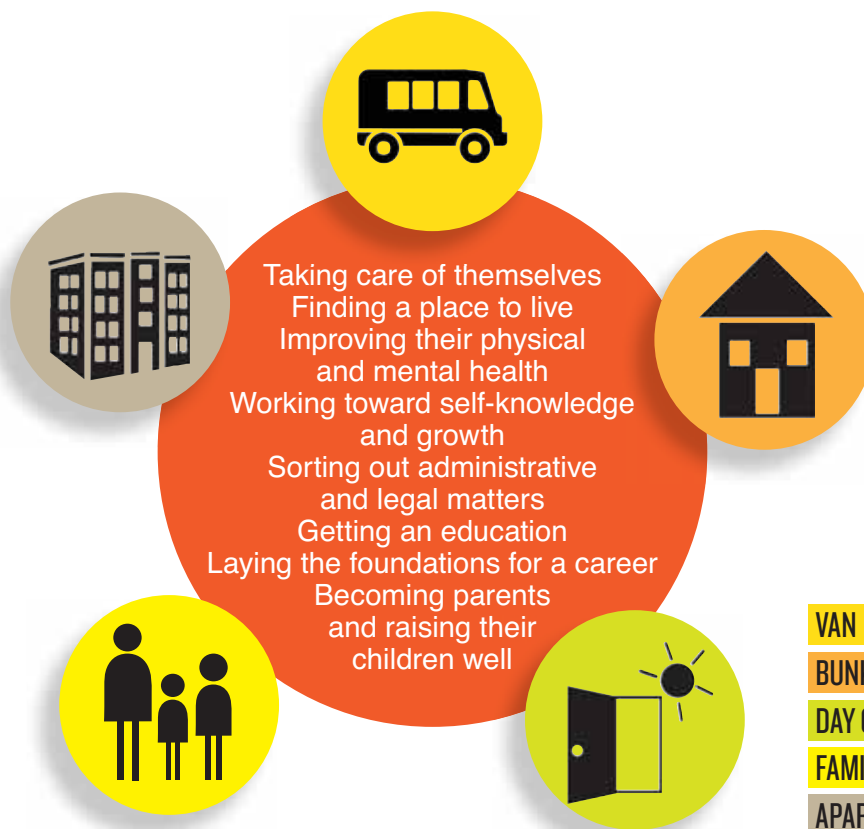 Taking care of themselves
Finding a place to live
Improving their physical
and mental health
Working toward self-knowledge
and growth
Sorting out administrative
and legal matters
Getting an education
Laying the foundations for a career
Becoming parents
and raising their
children well
VAN
DAY